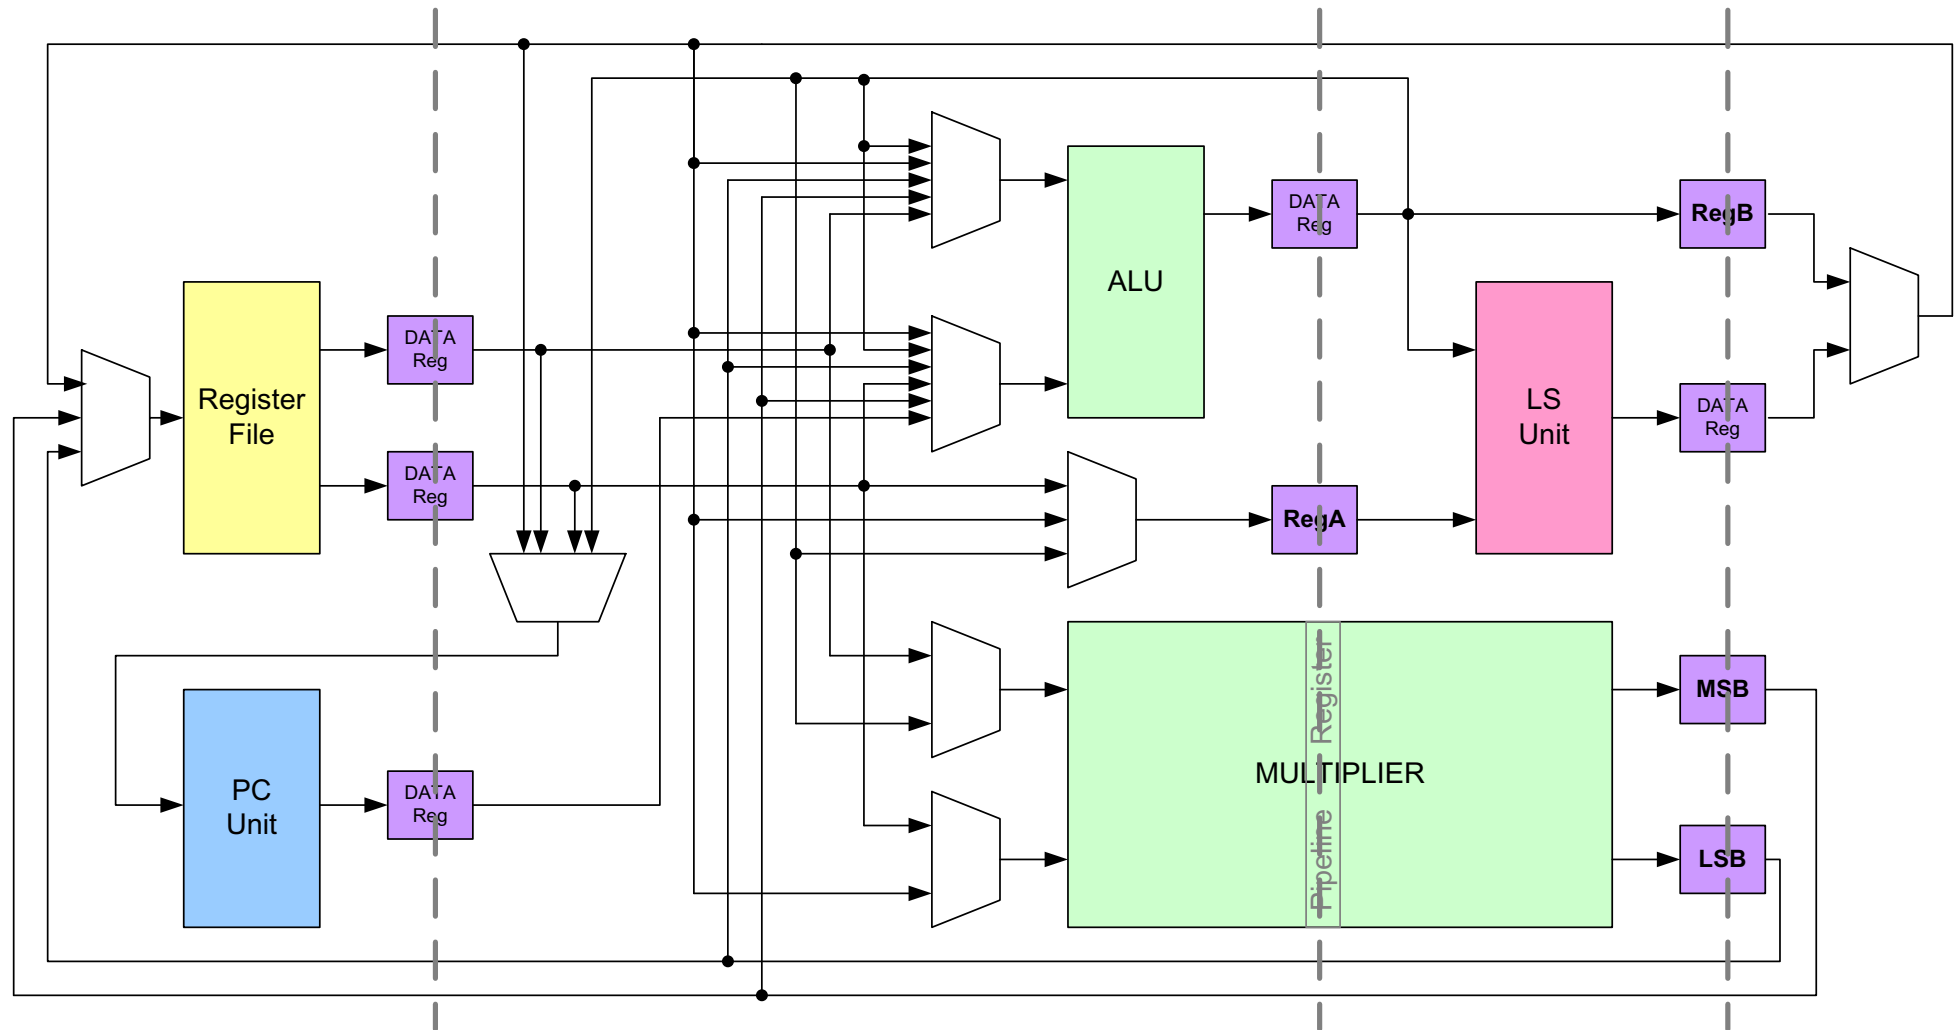 DATA
Reg
RegB
ALU
Register
File
DATA
Reg
LS
Unit
DATA
Reg
DATA
Reg
RegA
MSB
PC
Unit
DATA
Reg
MULTIPLIER
Pipeline Register
LSB